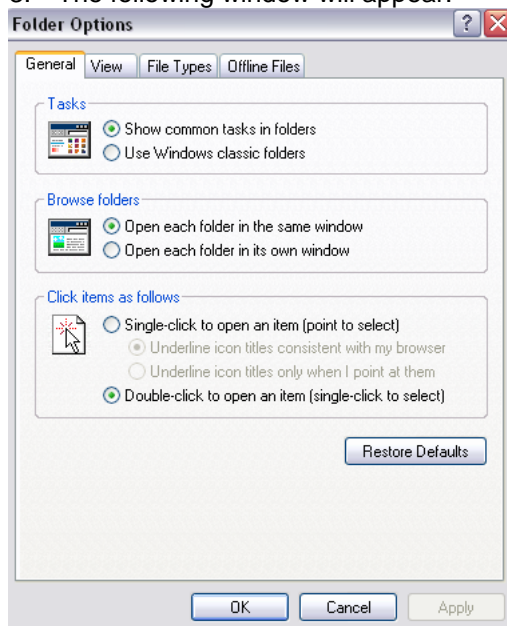 The following window will appear:
Folder Options
General View File Types Offline Files
Tasks
Show common tasks in folders
Use Windows classic folders
Browse folders
Open each folder in the same window
Open each folder in its own window
Click items as follows
Single-click to open an item (point to select)
Underline icon titles consistent with my browser
Underline icon titles only when I point at them
Double-click to open an item (single-click to select)
Restore Defaults
OK Cancel Apply